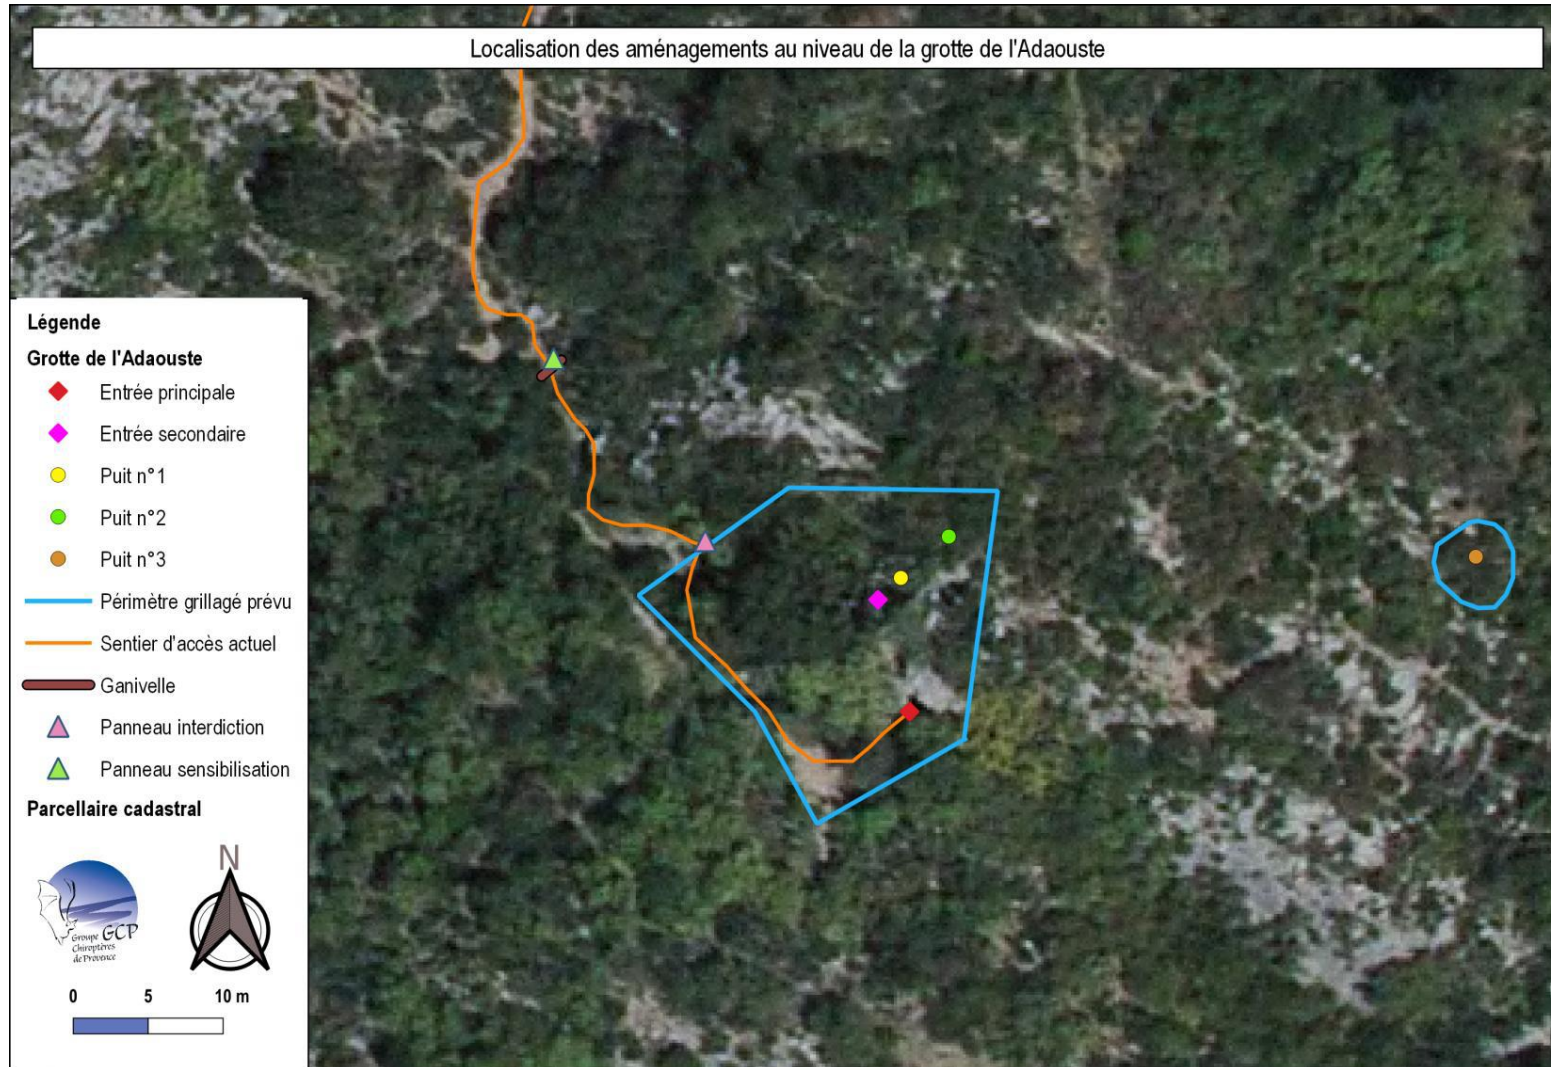 Localisation des aménagements au niveau de la grotte de l'Adaouste
Légende
Grotte de l'Adaouste
Entrée principale
Entrée secondaire
Puit n°1
Puit n°2
Puit n°3
Périmètre grillagé prévu
Sentier d'accès actuel
Ganivelle
Panneau interdiction
Panneau sensibilisation
Parcellaire cadastral
N
Groupe GCP
Chiroptères
de Provence
0 5 10 m